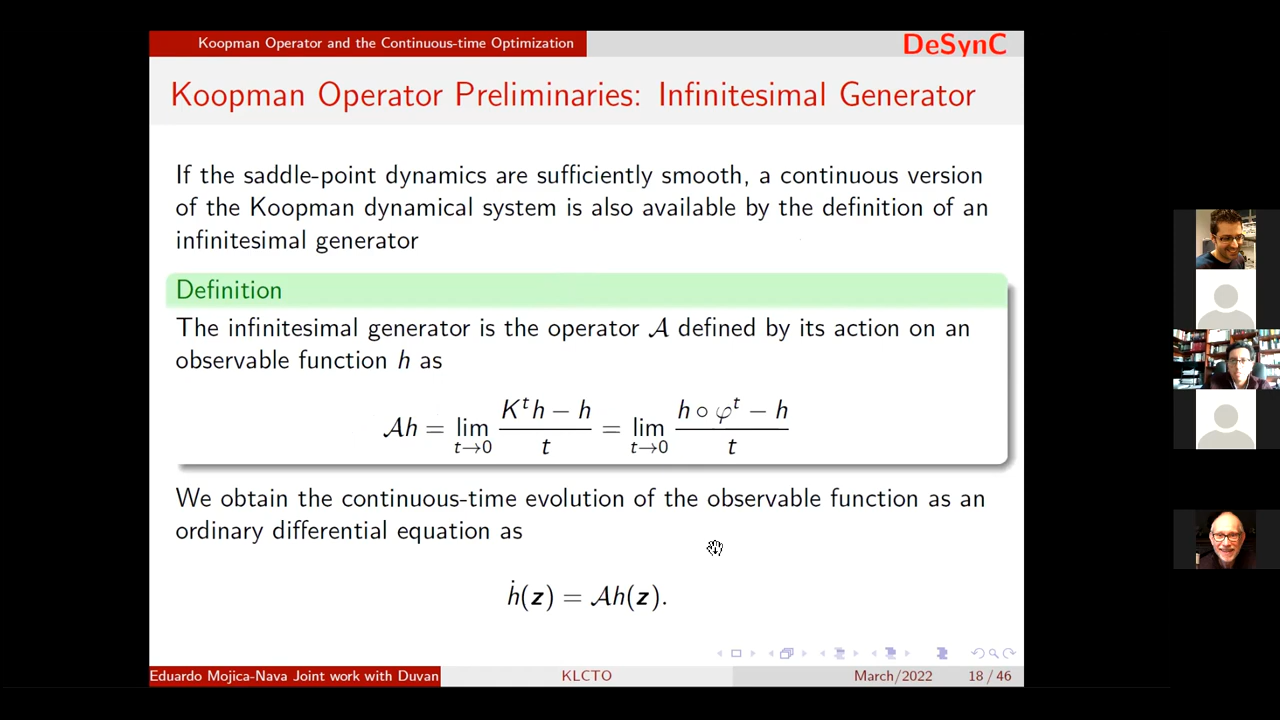 Koopman Operator and the Continuous-time Optimization
DeSynC
Koopman Operator Preliminaries: Infinitesimal Generator
If the saddle-point dynamics are sufficiently smooth, a continuous version
of the Koopman dynamical system is also available by the definition of an
infinitesimal generator
Definition
The infinitesimal generator is the operator 𝒜 defined by its action on an
observable function h as
𝒜h = lim_{t→0} (K^t h − h)/t = lim_{t→0} (h ∘ φ^t − h)/t
We obtain the continuous-time evolution of the observable function as an
ordinary differential equation as
ḣ(z) = 𝒜h(z).
Eduardo Mojica-Nava Joint work with Duvan
KLCTO
March/2022
18 / 46